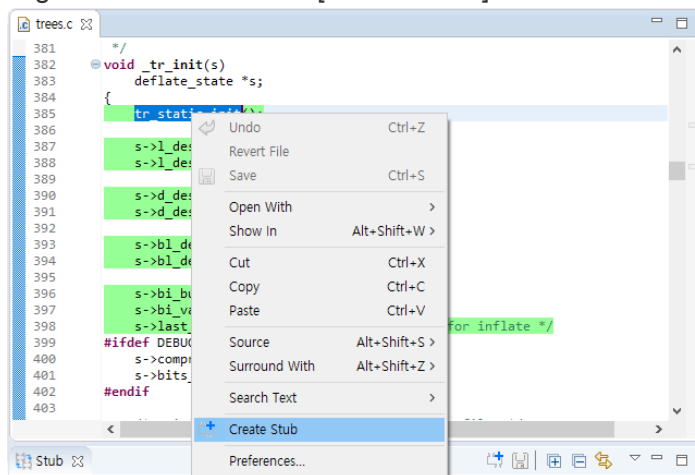 trees.c
381 */
382 void _tr_init(s)
383 deflate_state *s;
384 {
385 tr_static_init();
386
387 s->l_des
388 s->l_des
389
390 s->d_des
391 s->d_des
392
393 s->bl_de
394 s->bl_de
395
396 s->bi_bu
397 s->bi_va
398 s->last_ for inflate */
399 #ifdef DEBUG
400 s->compr
401 s->bits_
402 #endif
403
Undo Ctrl+Z
Revert File
Save Ctrl+S
Open With >
Show In Alt+Shift+W >
Cut Ctrl+X
Copy Ctrl+C
Paste Ctrl+V
Source Alt+Shift+S >
Surround With Alt+Shift+Z >
Search Text >
Create Stub
Preferences...
Stub